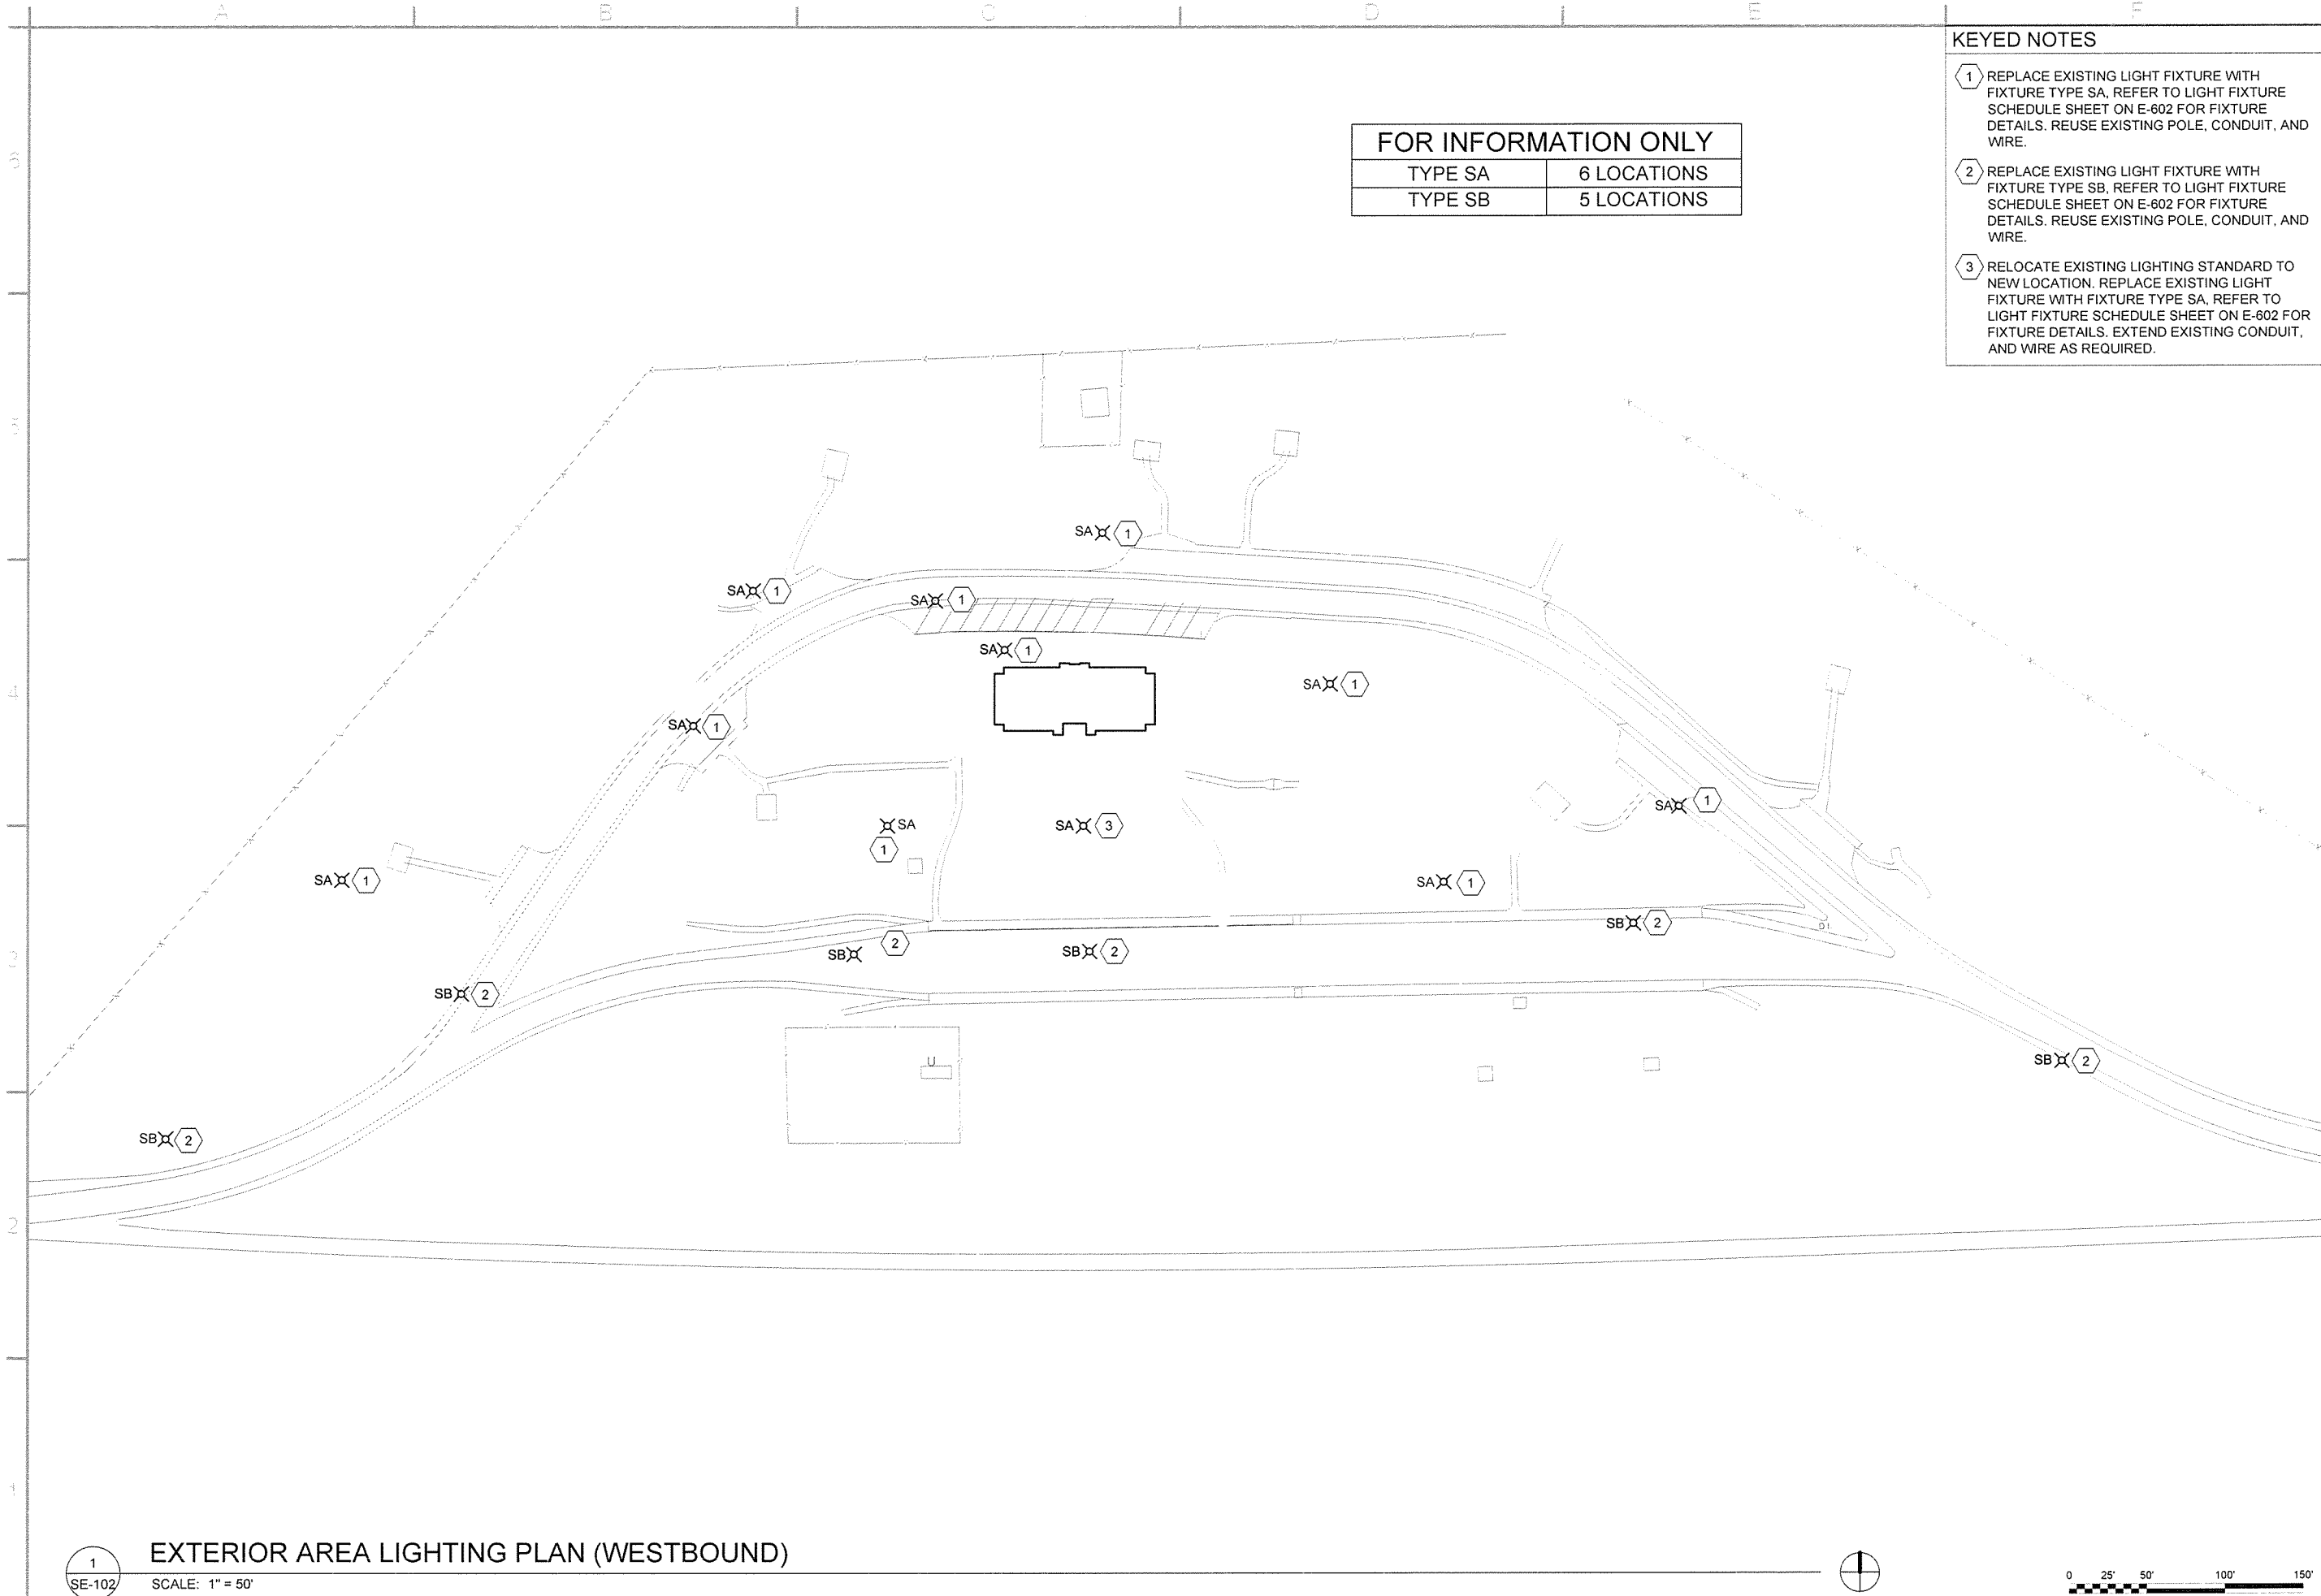 A B C D E F
KEYED NOTES
1 REPLACE EXISTING LIGHT FIXTURE WITH
FIXTURE TYPE SA, REFER TO LIGHT FIXTURE
SCHEDULE SHEET ON E-602 FOR FIXTURE
DETAILS. REUSE EXISTING POLE, CONDUIT, AND
WIRE.
2 REPLACE EXISTING LIGHT FIXTURE WITH
FIXTURE TYPE SB, REFER TO LIGHT FIXTURE
SCHEDULE SHEET ON E-602 FOR FIXTURE
DETAILS. REUSE EXISTING POLE, CONDUIT, AND
WIRE.
3 RELOCATE EXISTING LIGHTING STANDARD TO
NEW LOCATION. REPLACE EXISTING LIGHT
FIXTURE WITH FIXTURE TYPE SA, REFER TO
LIGHT FIXTURE SCHEDULE SHEET ON E-602 FOR
FIXTURE DETAILS. EXTEND EXISTING CONDUIT,
AND WIRE AS REQUIRED.
FOR INFORMATION ONLY
TYPE SA 6 LOCATIONS
TYPE SB 5 LOCATIONS
SA 1
SA 1
SA 1
SA 1
SA 1
4
SA 1
SA 1
SA
1
SA 3
SA 1
SA 1
SB 2
SB 2
SB 2
SB 2
U
SB 2
SB 2
2
1
1
SE-102
EXTERIOR AREA LIGHTING PLAN (WESTBOUND)
SCALE: 1" = 50'
0 25' 50' 100' 150'